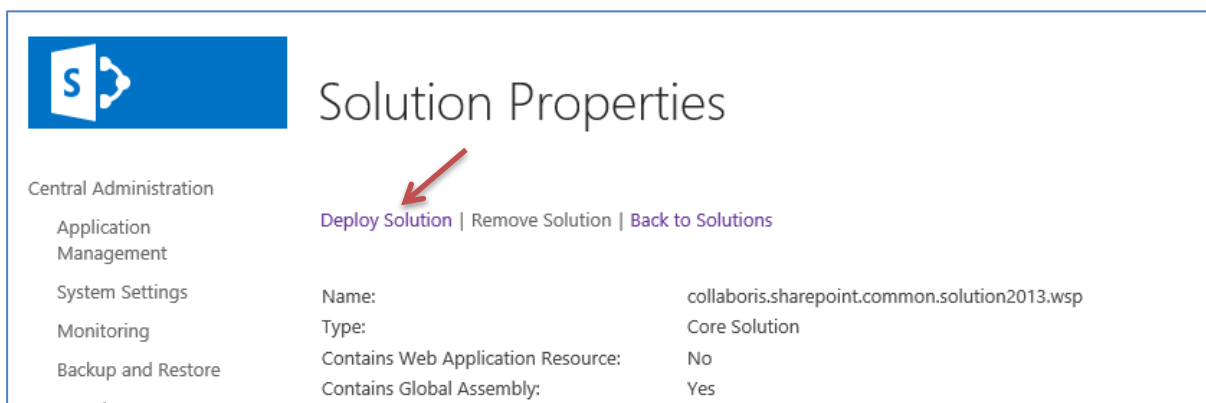 S
Solution Properties
Central Administration
Application
Management
System Settings
Monitoring
Backup and Restore
Deploy Solution | Remove Solution | Back to Solutions
Name: collaboris.sharepoint.common.solution2013.wsp
Type: Core Solution
Contains Web Application Resource: No
Contains Global Assembly: Yes